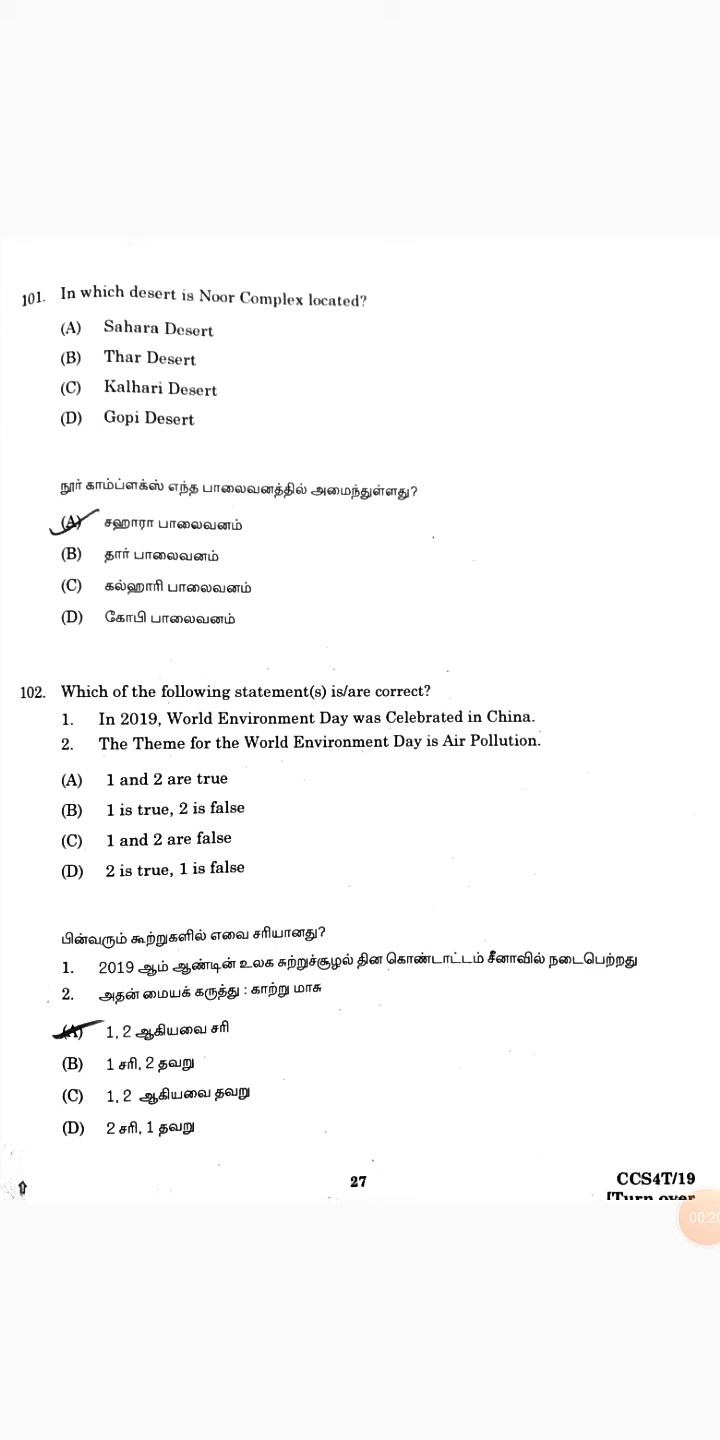 101. In which desert is Noor Complex located?
(A) Sahara Desert
(B) Thar Desert
(C) Kalhari Desert
(D) Gopi Desert
நூர் காம்ப்ளக்ஸ் எந்த பாலைவனத்தில் அமைந்துள்ளது?
(A) சஹாரா பாலைவனம்
(B) தார் பாலைவனம்
(C) கல்ஹாரி பாலைவனம்
(D) கோபி பாலைவனம்
102. Which of the following statement(s) is/are correct?
1. In 2019, World Environment Day was Celebrated in China.
2. The Theme for the World Environment Day is Air Pollution.
(A) 1 and 2 are true
(B) 1 is true, 2 is false
(C) 1 and 2 are false
(D) 2 is true, 1 is false
பின்வரும் கூற்றுகளில் எவை சரியானது?
1. 2019 ஆம் ஆண்டின் உலக சுற்றுச்சூழல் தின கொண்டாட்டம் சீனாவில் நடைபெற்றது
2. அதன் மையக் கருத்து : காற்று மாசு
(A) 1, 2 ஆகியவை சரி
(B) 1 சரி, 2 தவறு
(C) 1, 2 ஆகியவை தவறு
(D) 2 சரி, 1 தவறு
⇧ 27 CCS4T/19
[Turn over
00:20